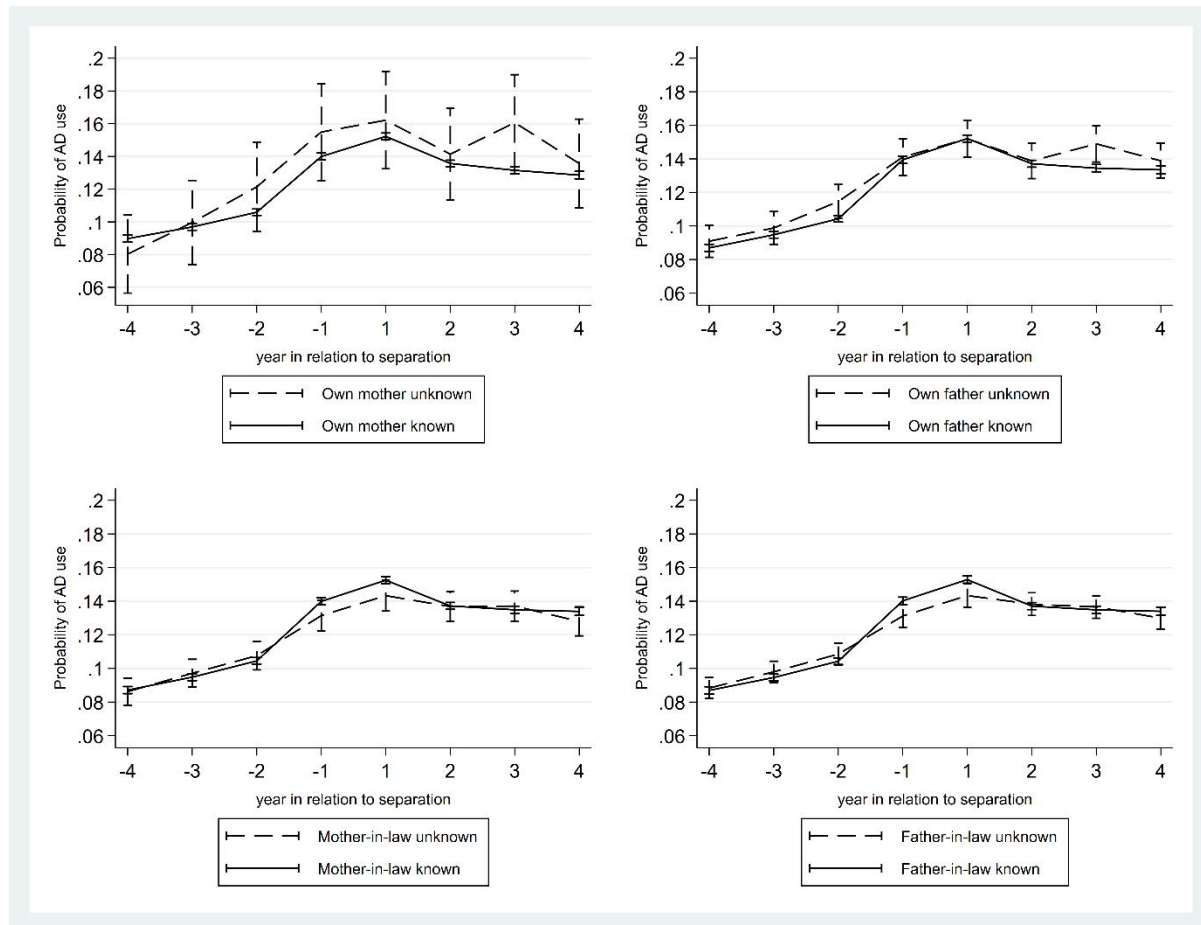 .2
.18
.16
.14
.12
.1
.08
.06
Probability of AD use
-4 -3 -2 -1 1 2 3 4
year in relation to separation
Own mother unknown
Own mother known
.2
.18
.16
.14
.12
.1
.08
.06
Probability of AD use
-4 -3 -2 -1 1 2 3 4
year in relation to separation
Own father unknown
Own father known
.2
.18
.16
.14
.12
.1
.08
.06
Probability of AD use
-4 -3 -2 -1 1 2 3 4
year in relation to separation
Mother-in-law unknown
Mother-in-law known
.2
.18
.16
.14
.12
.1
.08
.06
Probability of AD use
-4 -3 -2 -1 1 2 3 4
year in relation to separation
Father-in-law unknown
Father-in-law known